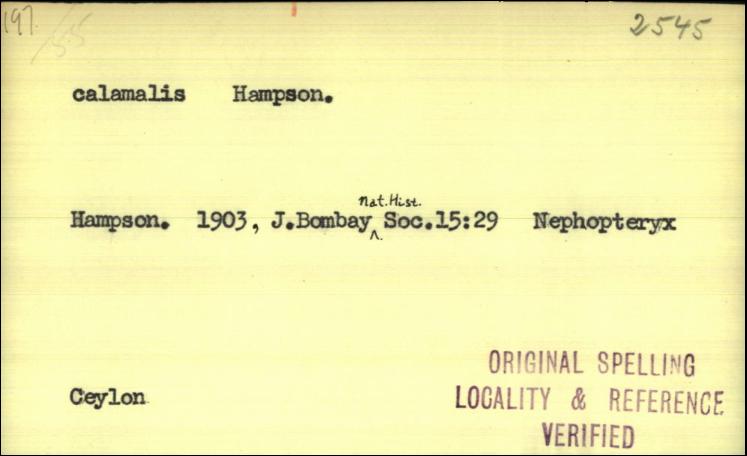 197.
2545
calamalis Hampson.
Hampson. 1903, J.Bombay Nat.Hist. Soc.15:29 Nephopteryx
Ceylon
ORIGINAL SPELLING
LOCALITY & REFERENCE
VERIFIED